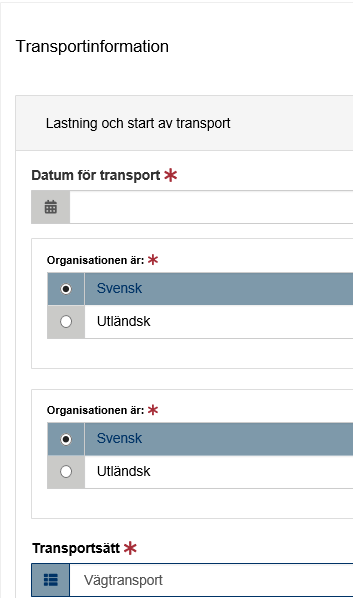 Transportinformation
Lastning och start av transport
Datum för transport *
Organisationen är: *
Svensk
Utländsk
Organisationen är: *
Svensk
Utländsk
Transportsätt *
Vägtransport